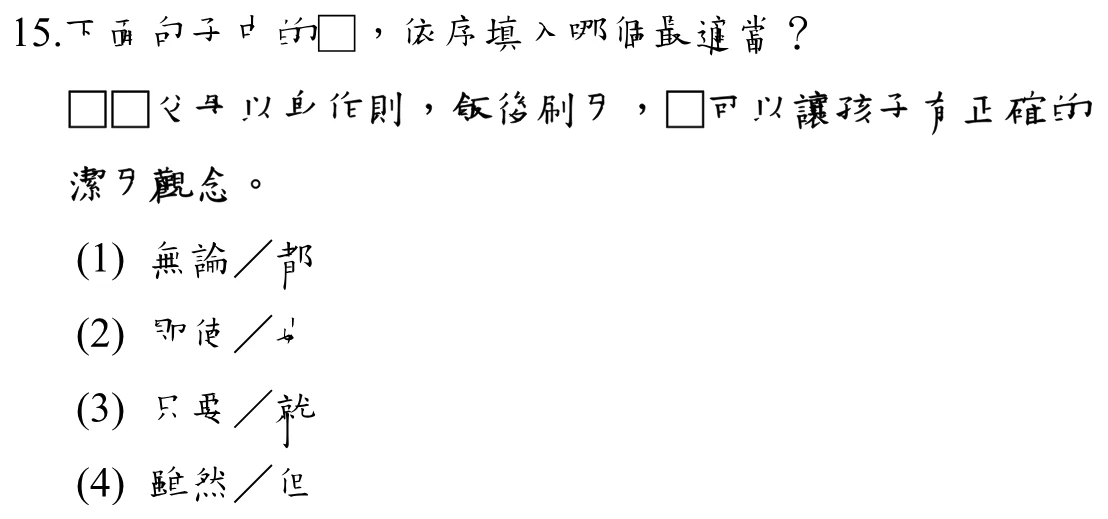 15.下面句子中的□，依序填入哪個最適當？
□□父母以身作則，飯後刷牙，□可以讓孩子有正確的
潔牙觀念。
(1) 無論／都
(2) 即使／也
(3) 只要／就
(4) 雖然／但